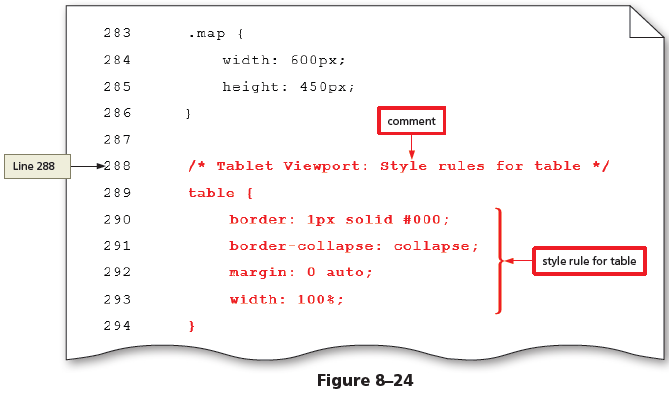 283 .map {
284 width: 600px;
285 height: 450px;
286 }
comment
287
Line 288
288 /* Tablet Viewport: Style rules for table */
289 table {
290 border: 1px solid #000;
291 border-collapse: collapse;
style rule for table
292 margin: 0 auto;
293 width: 100%;
294 }
Figure 8–24